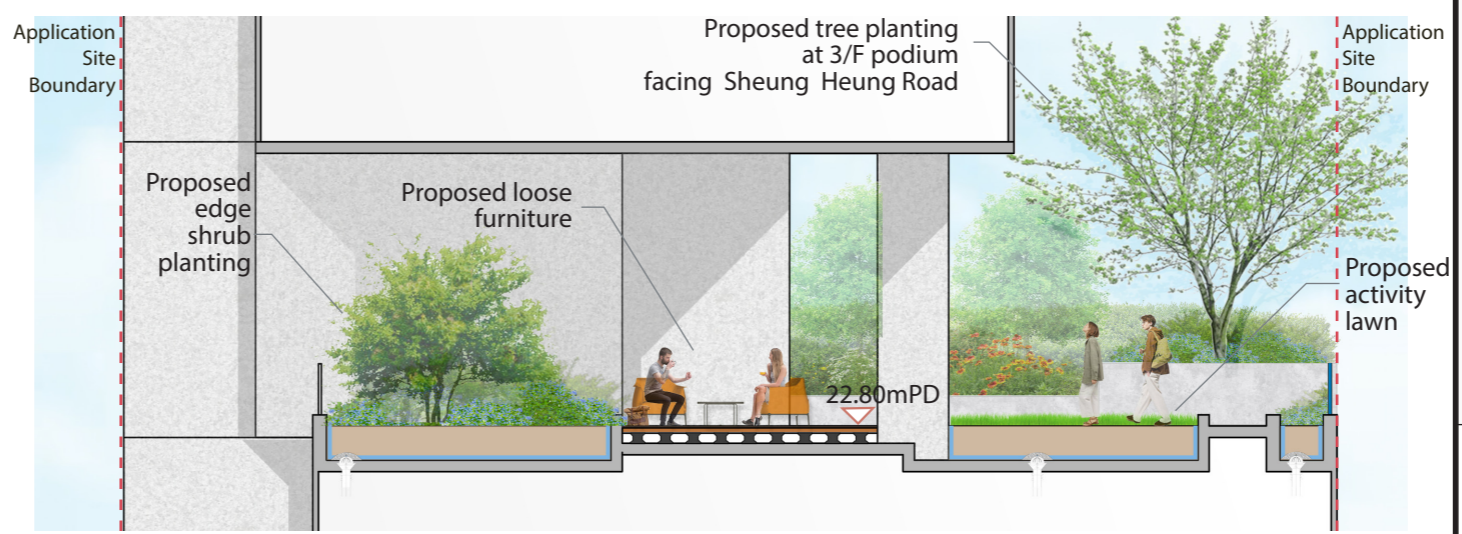 Application
Site
Boundary
Proposed tree planting
at 3/F podium
facing Sheung Heung Road
Application
Site
Boundary
Proposed
edge
shrub
planting
Proposed loose
furniture
Proposed
activity
lawn
22.80mPD